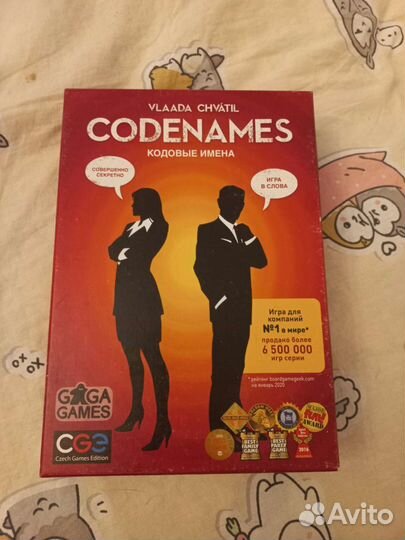 VLAADA CHVÁTIL
CODENAMES
КОДОВЫЕ ИМЕНА
СОВЕРШЕННО
СЕКРЕТНО
ИГРА
В СЛОВА
Игра для
компаний
№1 в мире*
продано более
6 500 000
игр серии
* рейтинг boardgamegeek.com
на январь 2020
GAGA
GAMES
CGE
Czech Games Edition
BEST
FAMILY
GAME
BEST
PARTY
GAME
AWARD
2016
Avito